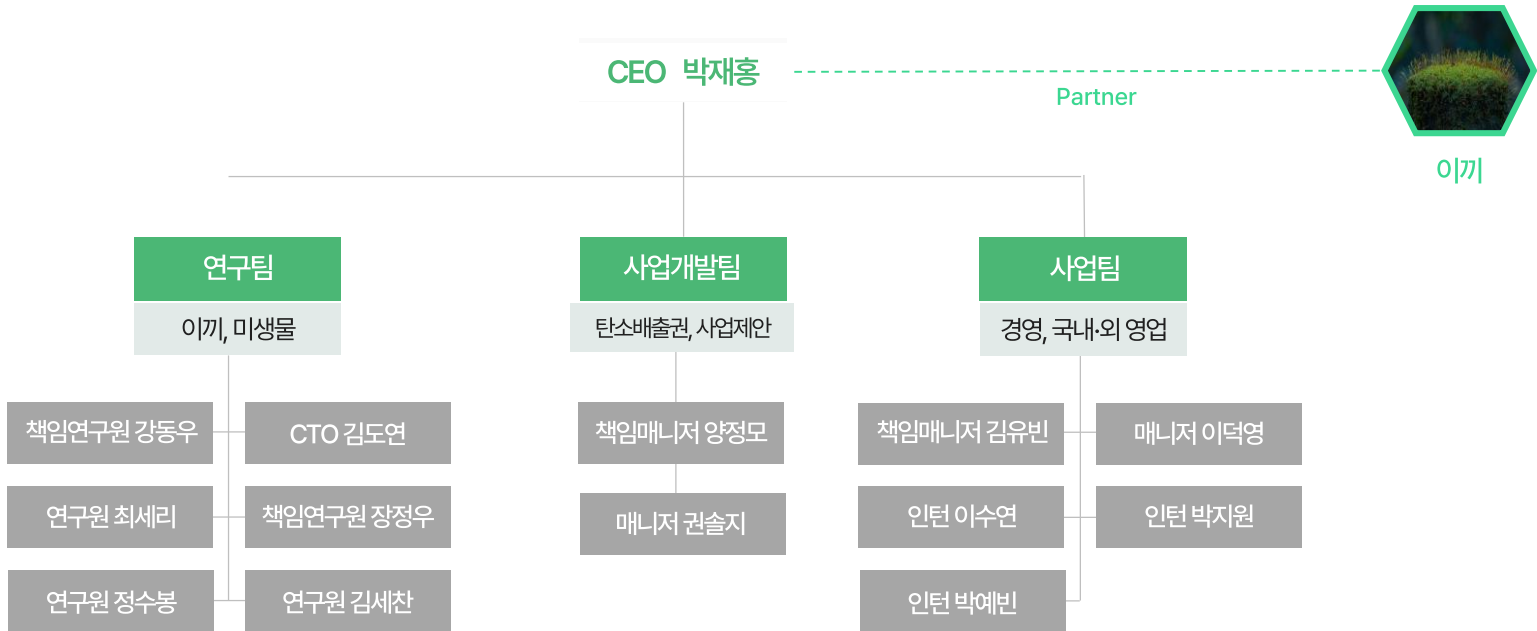 CEO 박재홍
Partner
이끼
연구팀
이끼, 미생물
책임연구원 강동우
CTO 김도연
연구원 최세리
책임연구원 장정우
연구원 정수봉
연구원 김세찬
사업개발팀
탄소배출권, 사업제안
책임매니저 양정모
매니저 권솔지
사업팀
경영, 국내·외 영업
책임매니저 김유빈
매니저 이덕영
인턴 이수연
인턴 박지원
인턴 박예빈